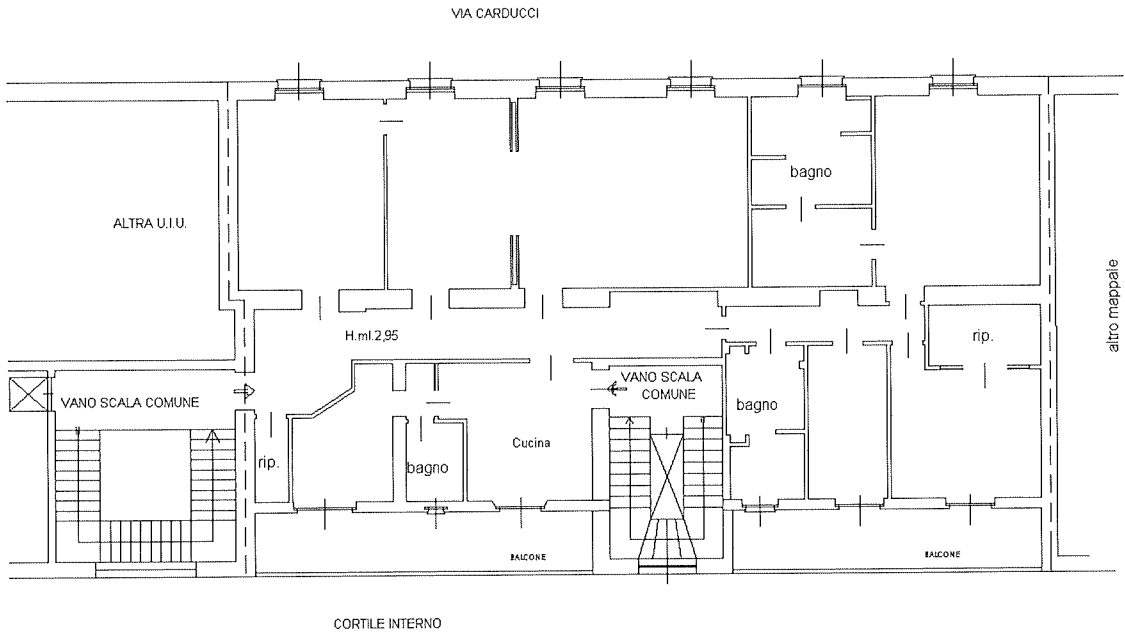 VIA CARDUCCI
bagno
ALTRA U.I.U.
altro mappale
H.ml.2,95
rip.
VANO SCALA COMUNE
VANO SCALA
COMUNE
bagno
Cucina
rip.
bagno
BALCONE
BALCONE
CORTILE INTERNO